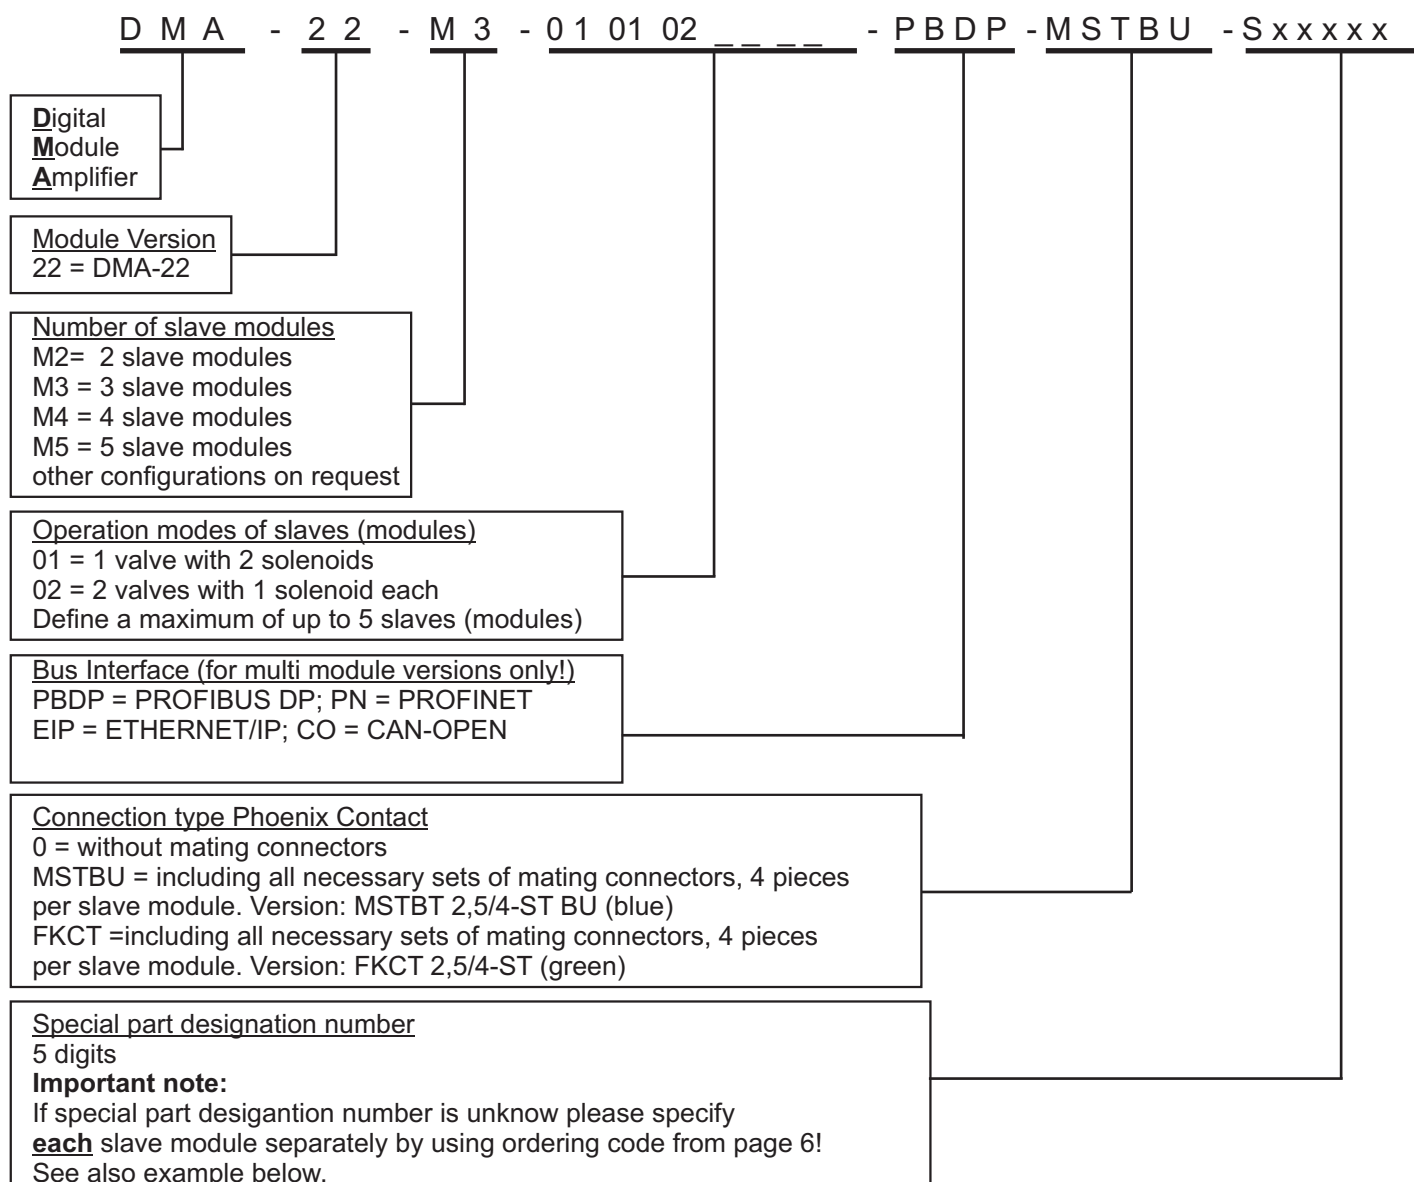 D M A - 2 2 - M 3 - 0 1 01 02 _ _ _ _ - P B D P - M S T B U - S x x x x x
Digital
Module
Amplifier
Module Version
22 = DMA-22
Number of slave modules
M2= 2 slave modules
M3 = 3 slave modules
M4 = 4 slave modules
M5 = 5 slave modules
other configurations on request
Operation modes of slaves (modules)
01 = 1 valve with 2 solenoids
02 = 2 valves with 1 solenoid each
Define a maximum of up to 5 slaves (modules)
Bus Interface (for multi module versions only!)
PBDP = PROFIBUS DP; PN = PROFINET
EIP = ETHERNET/IP; CO = CAN-OPEN
Connection type Phoenix Contact
0 = without mating connectors
MSTBU = including all necessary sets of mating connectors, 4 pieces
per slave module. Version: MSTBT 2,5/4-ST BU (blue)
FKCT =including all necessary sets of mating connectors, 4 pieces
per slave module. Version: FKCT 2,5/4-ST (green)
Special part designation number
5 digits
Important note:
If special part desigantion number is unknow please specify
each slave module separately by using ordering code from page 6!
See also example below.